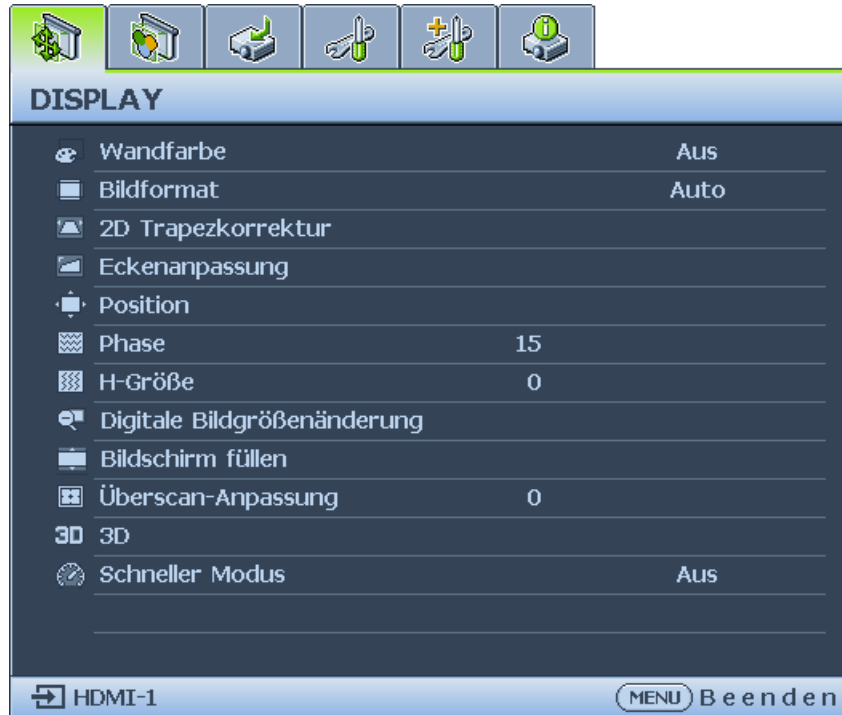 DISPLAY
Wandfarbe Aus
Bildformat Auto
2D Trapezkorrektur
Eckenanpassung
Position
Phase 15
H-Größe 0
Digitale Bildgrößenänderung
Bildschirm füllen
Überscan-Anpassung 0
3D 3D
Schneller Modus Aus
HDMI-1 MENU Beenden